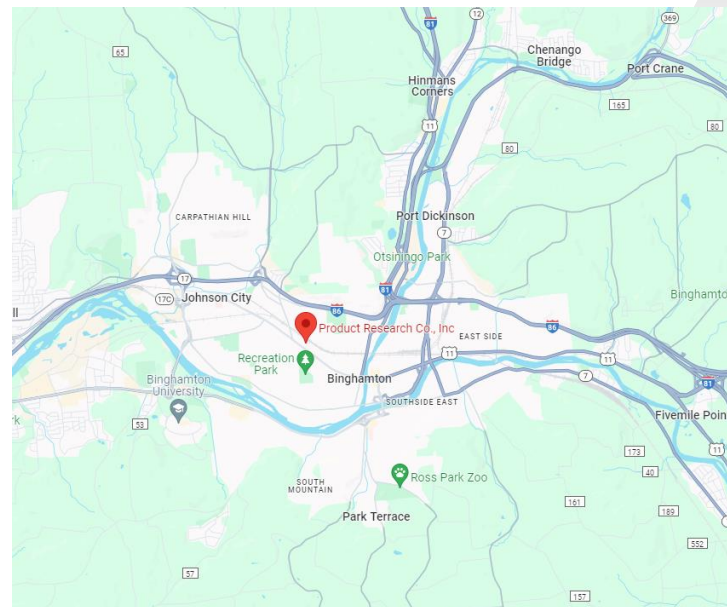 81
12
369
65
Chenango
Bridge
Port Crane
Hinmans
Corners
165
11
80
80
CARPATHIAN HILL
Port Dickinson
7
Otsiningo Park
17
81
17C
Johnson City
86
Product Research Co., Inc
86
Binghamto
ll
EAST SIDE
Recreation
Park
11
11
Binghamton
Binghamton
University
7
81
SOUTHSIDE EAST
Fivemile Poin
rk
53
173
11
40
Ross Park Zoo
SOUTH
MOUNTAIN
161
189
Park Terrace
552
57
157